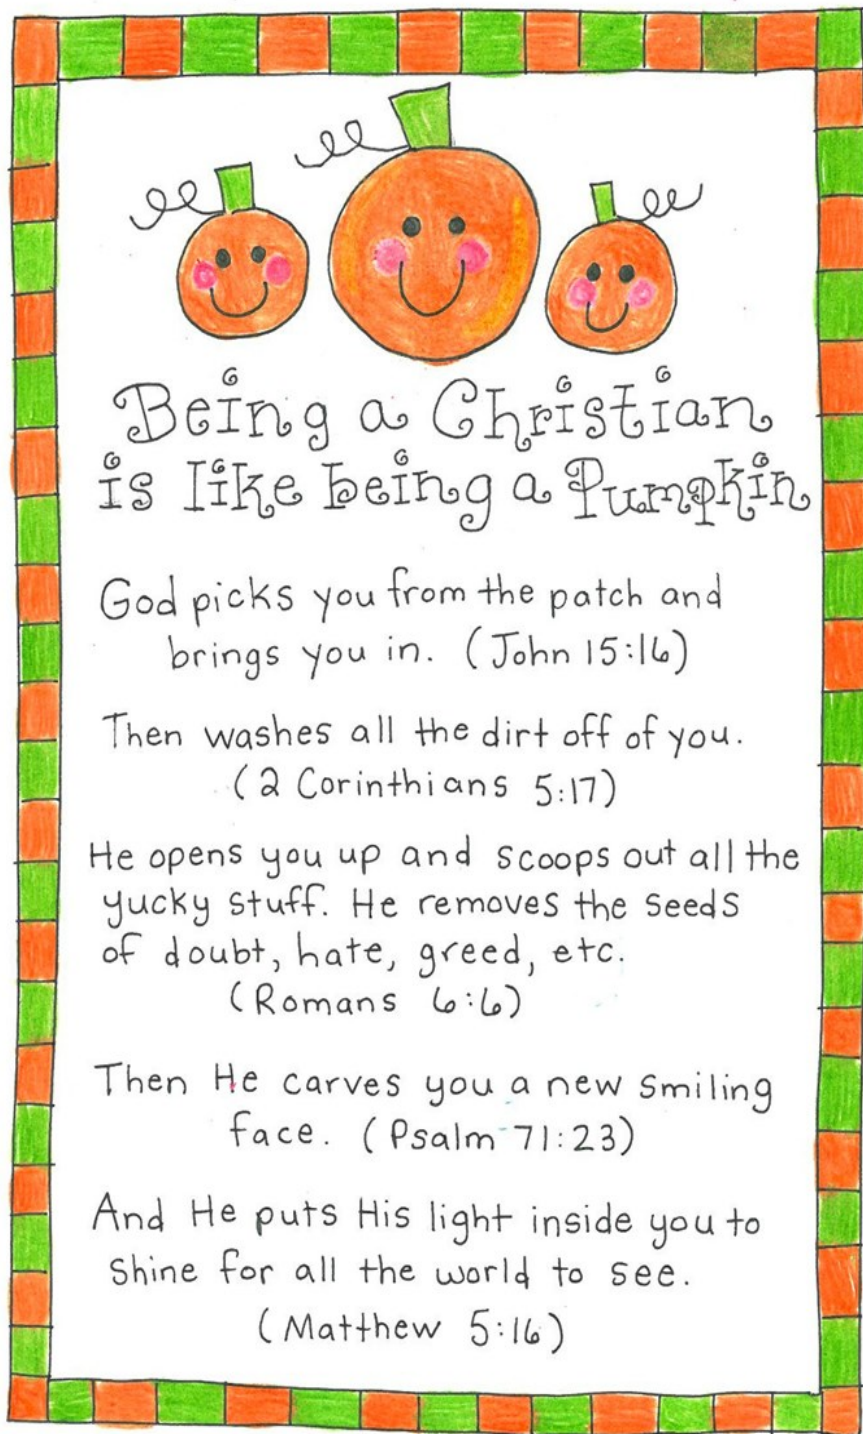 Being a Christian
is like being a Pumpkin
God picks you from the patch and
brings you in. (John 15:16)
Then washes all the dirt off of you.
(2 Corinthians 5:17)
He opens you up and scoops out all the
yucky stuff. He removes the seeds
of doubt, hate, greed, etc.
(Romans 6:6)
Then He carves you a new smiling
face. (Psalm 71:23)
And He puts His light inside you to
shine for all the world to see.
(Matthew 5:16)